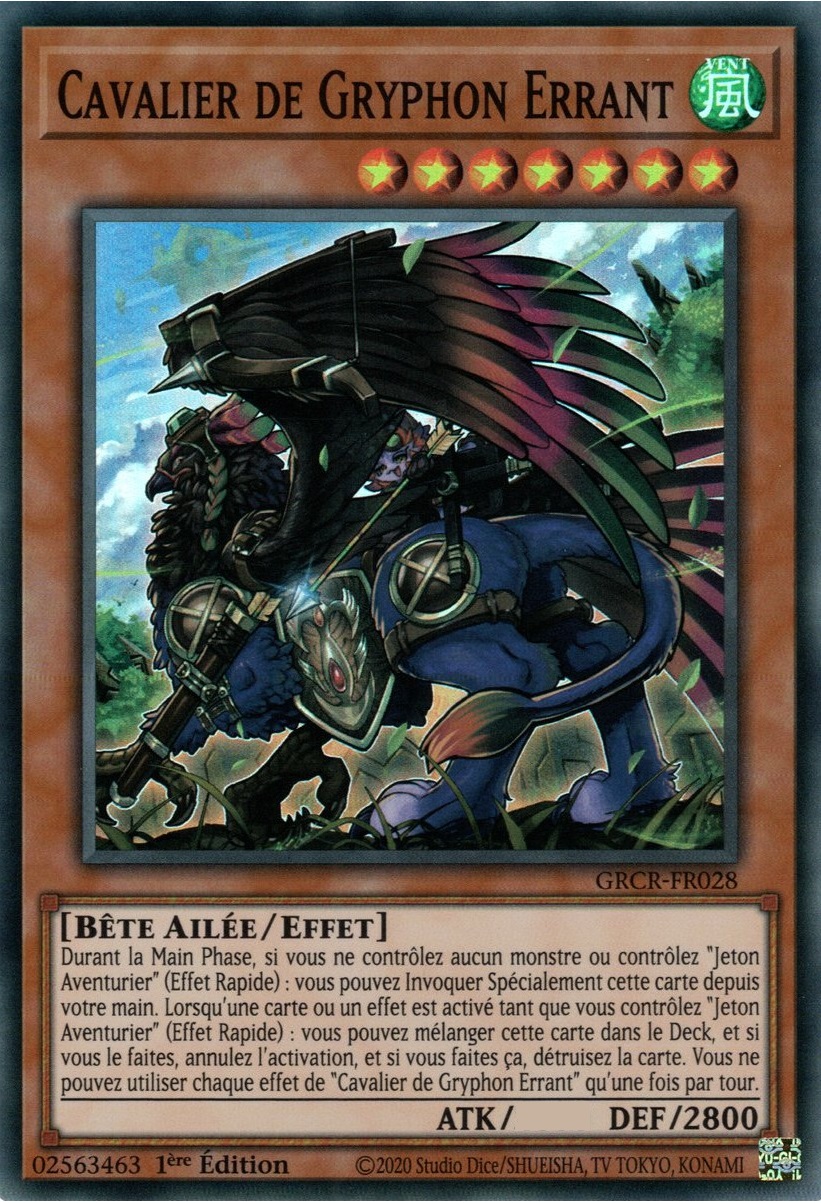 CAVALIER DE GRYPHON ERRANT
VENT
風
GRCR-FR028
[BÊTE AILÉE/EFFET]
Durant la Main Phase, si vous ne contrôlez aucun monstre ou contrôlez "Jeton
Aventurier" (Effet Rapide) : vous pouvez Invoquer Spécialement cette carte depuis
votre main. Lorsqu'une carte ou un effet est activé tant que vous contrôlez "Jeton
Aventurier" (Effet Rapide) : vous pouvez mélanger cette carte dans le Deck, et si
vous le faites, annulez l'activation, et si vous faites ça, détruisez la carte. Vous ne
pouvez utiliser chaque effet de "Cavalier de Gryphon Errant" qu'une fois par tour.
ATK/ DEF/2800
02563463 1ère Édition ©2020 Studio Dice/SHUEISHA, TV TOKYO, KONAMI